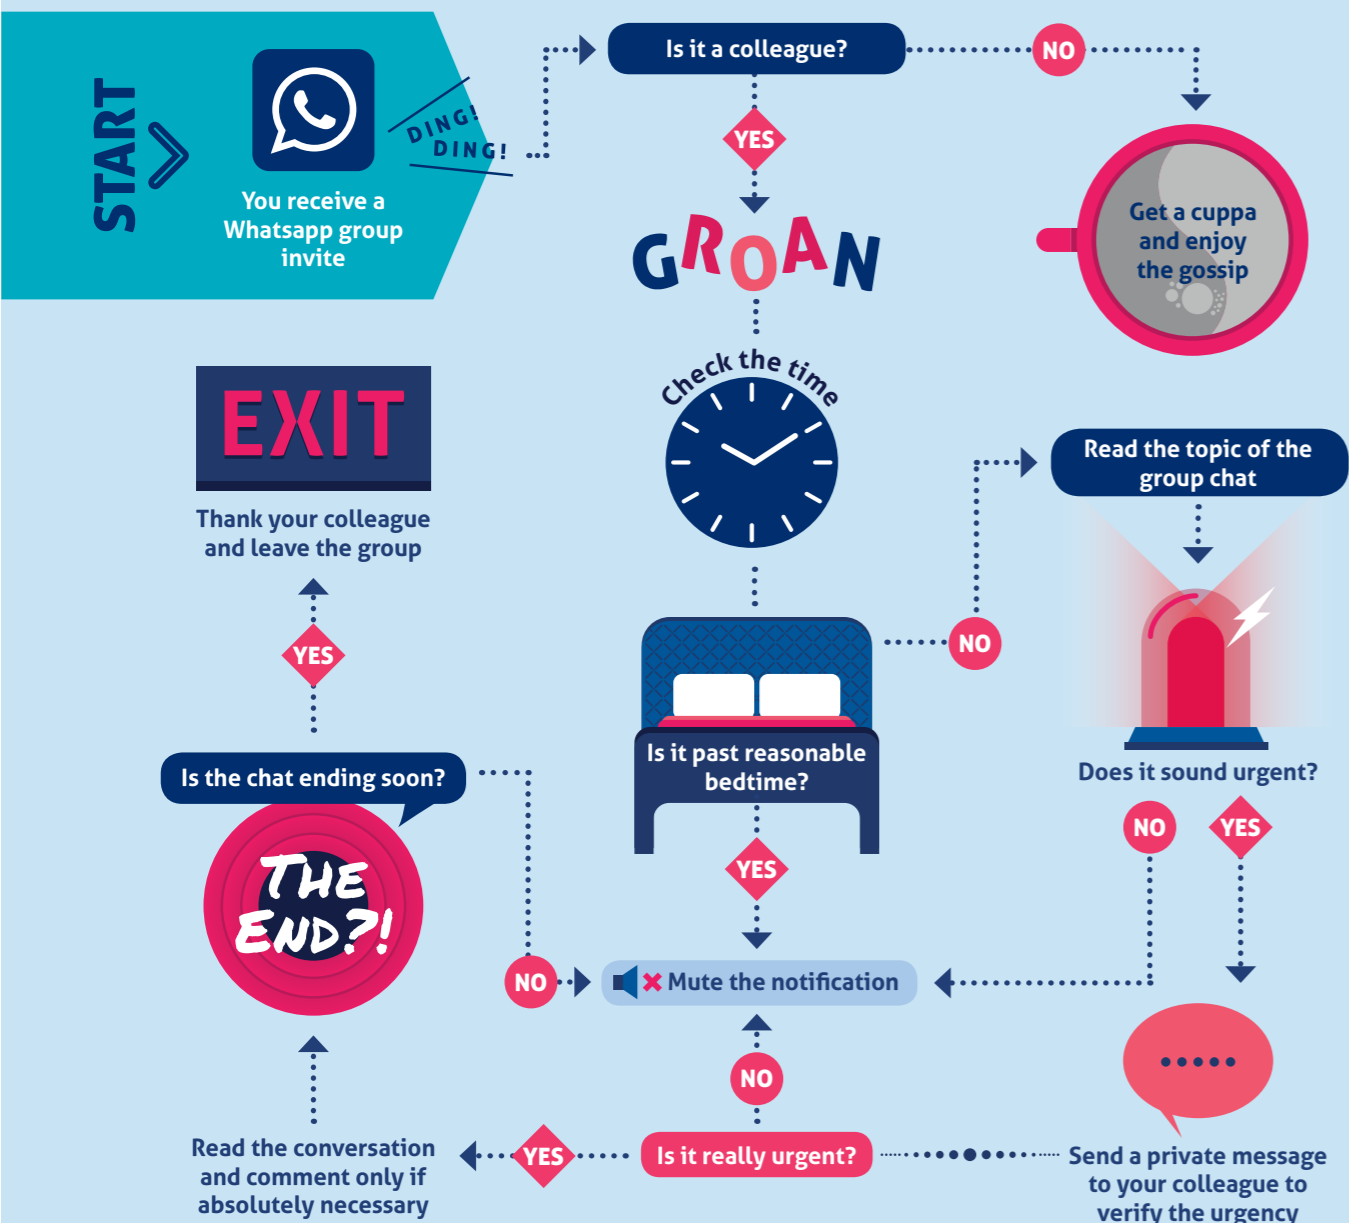 START
You receive a
Whatsapp group
invite
DING!
DING!
Is it a colleague?
NO
Get a cuppa
and enjoy
the gossip
YES
GROAN
Check the time
Is it past reasonable
bedtime?
NO
Read the topic of the
group chat
Does it sound urgent?
NO
YES
YES
Mute the notification
Send a private message
to your colleague to
verify the urgency
Is it really urgent?
NO
YES
Read the conversation
and comment only if
absolutely necessary
THE
END?!
Is the chat ending soon?
NO
YES
EXIT
Thank your colleague
and leave the group